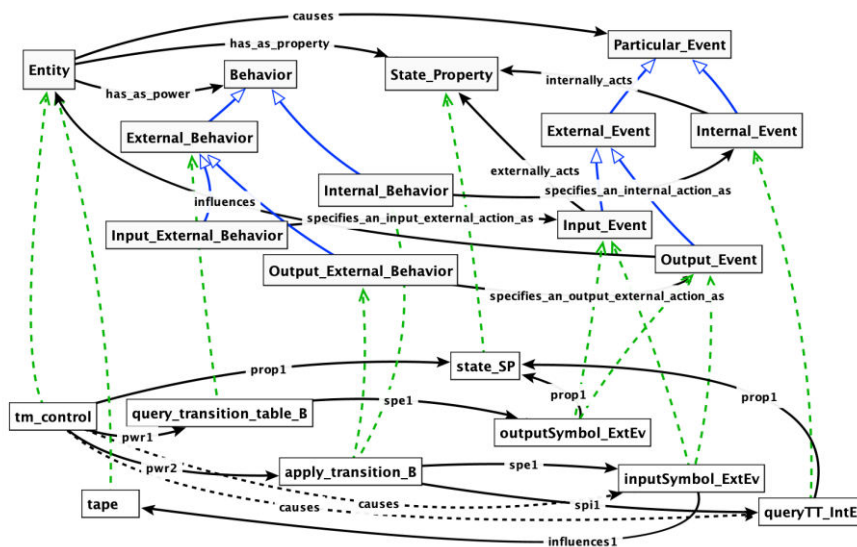 causes
Particular_Event
has_as_property
Entity
Behavior
State_Property
internally_acts
has_as_power
External_Behavior
External_Event
Internal_Event
externally_acts
Internal_Behavior
specifies_an_internal_action_as
influences
specifies_an_input_external_action_as
Input_Event
Input_External_Behavior
Output_External_Behavior
Output_Event
specifies_an_output_external_action_as
prop1
state_SP
tm_control
query_transition_table_B
spe1
prop1
prop1
pwr1
outputSymbol_ExtEv
pwr2
apply_transition_B
spe1
inputSymbol_ExtEv
tape
causes
causes
spi1
queryTT_IntE
influences1